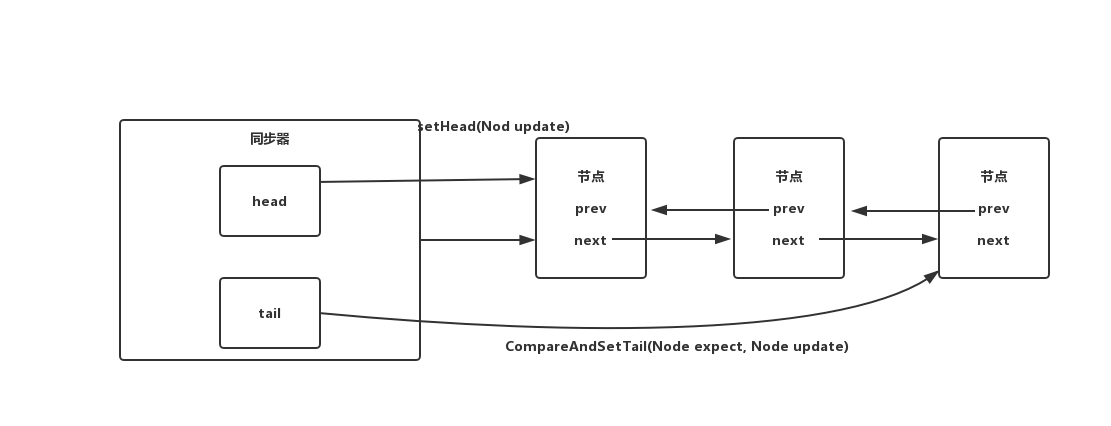 setHead(Nod update)
同步器
head
tail
节点
prev
next
节点
prev
next
节点
prev
next
CompareAndSetTail(Node expect, Node update)